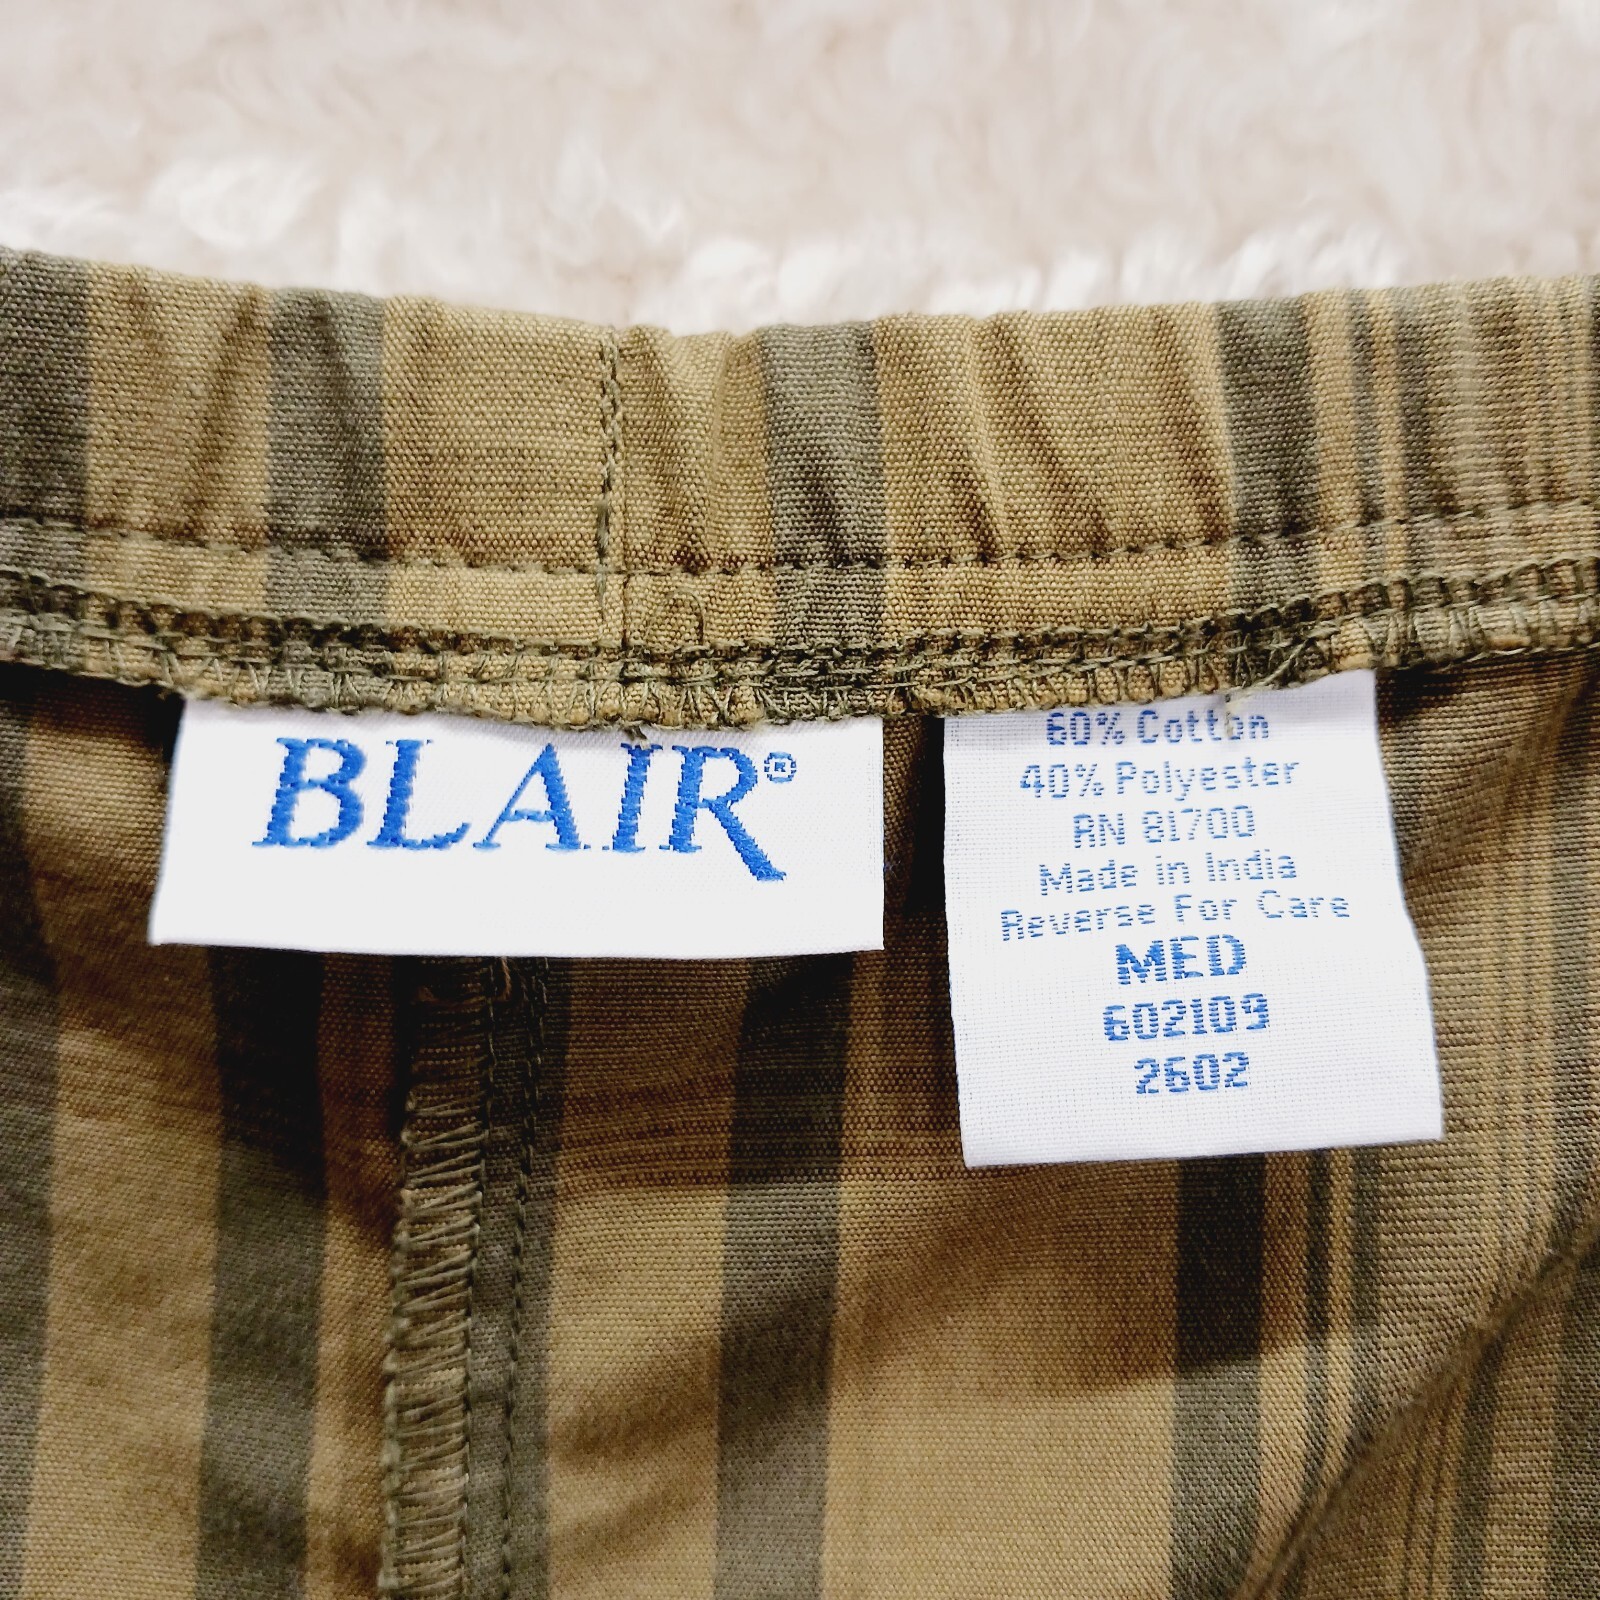 BLAIR®
60% Cotton
40% Polyester
RN 81700
Made in India
Reverse For Care
MED
602109
2602